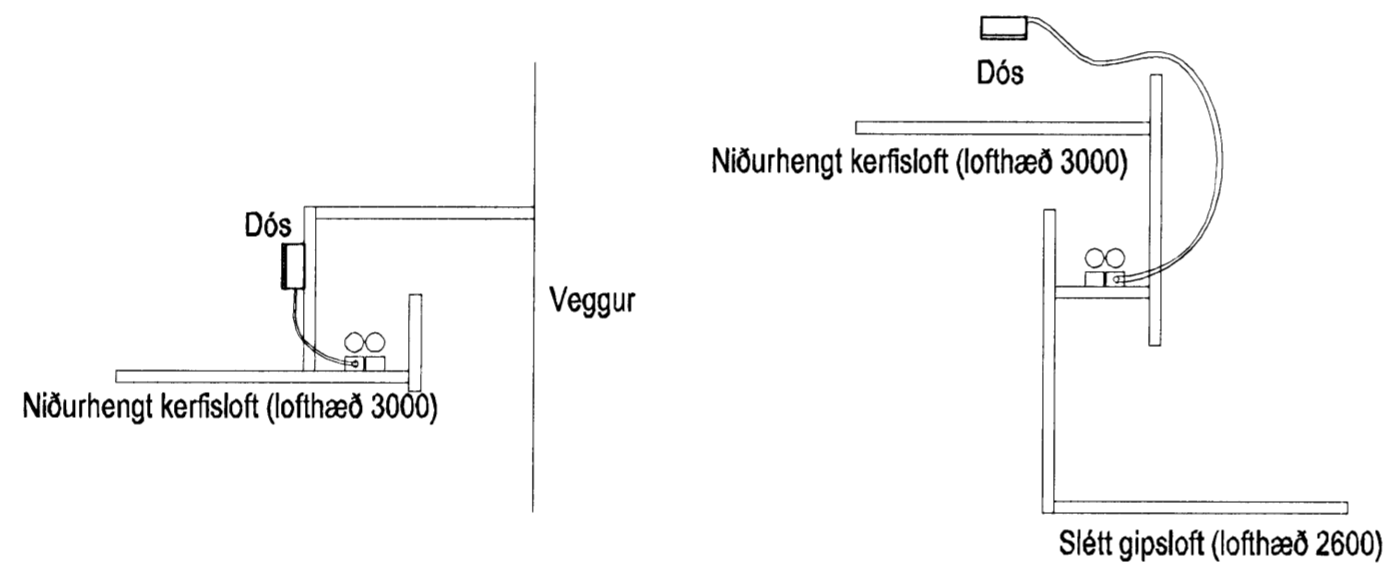 Dós
Veggur
Niðurhengt kerfisloft (lofthæð 3000)
Dós
Niðurhengt kerfisloft (lofthæð 3000)
Slétt gipsloft (lofthæð 2600)